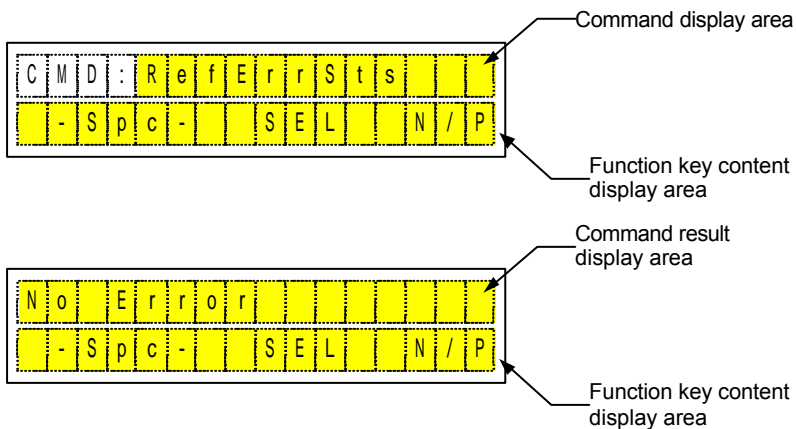 Command display area
CMD:RefErrSts
-Spc- SEL N/P
Function key content
display area
Command result
display area
No Error
-Spc- SEL N/P
Function key content
display area